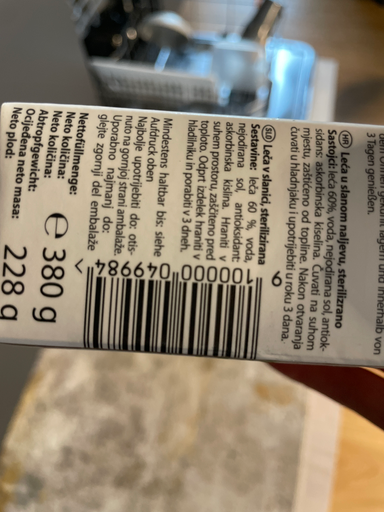 3 Tagen genießen.
HR Leća u slanom naljevu, sterilizirano
Sastojci: leća 60%, voda, nejodirana sol, antiok-
sidans: askorbinska kiselina. Čuvati na suhom
mjestu, zaštićeno od topline. Nakon otvaranja
čuvati u hladnjaku i upotrijebiti u roku 3 dana.
SLO Leča v slanici, sterilizirana
Sestavine: leča 60 %, voda,
nejodirana sol, antioksidant:
askorbinska kislina. Hraniti v
suhem prostoru, zaščiteno pred
toploto. Odprt izdelek hraniti v
hladilniku in porabiti v 3 dneh.
Mindestens haltbar bis: siehe
Aufdruck oben
Najbolje upotrijebiti do: otis-
nuto na gornjoj strani ambalaže.
Uporabno najmanj do:
glejte zgornji del embalaže
9 100000 049984 >
Nettofüllmenge:
Neto količina:
Neto količina:
℮ 380 g
Abtropfgewicht:
Ocijeđena neto masa:
Neto plod:
228 g